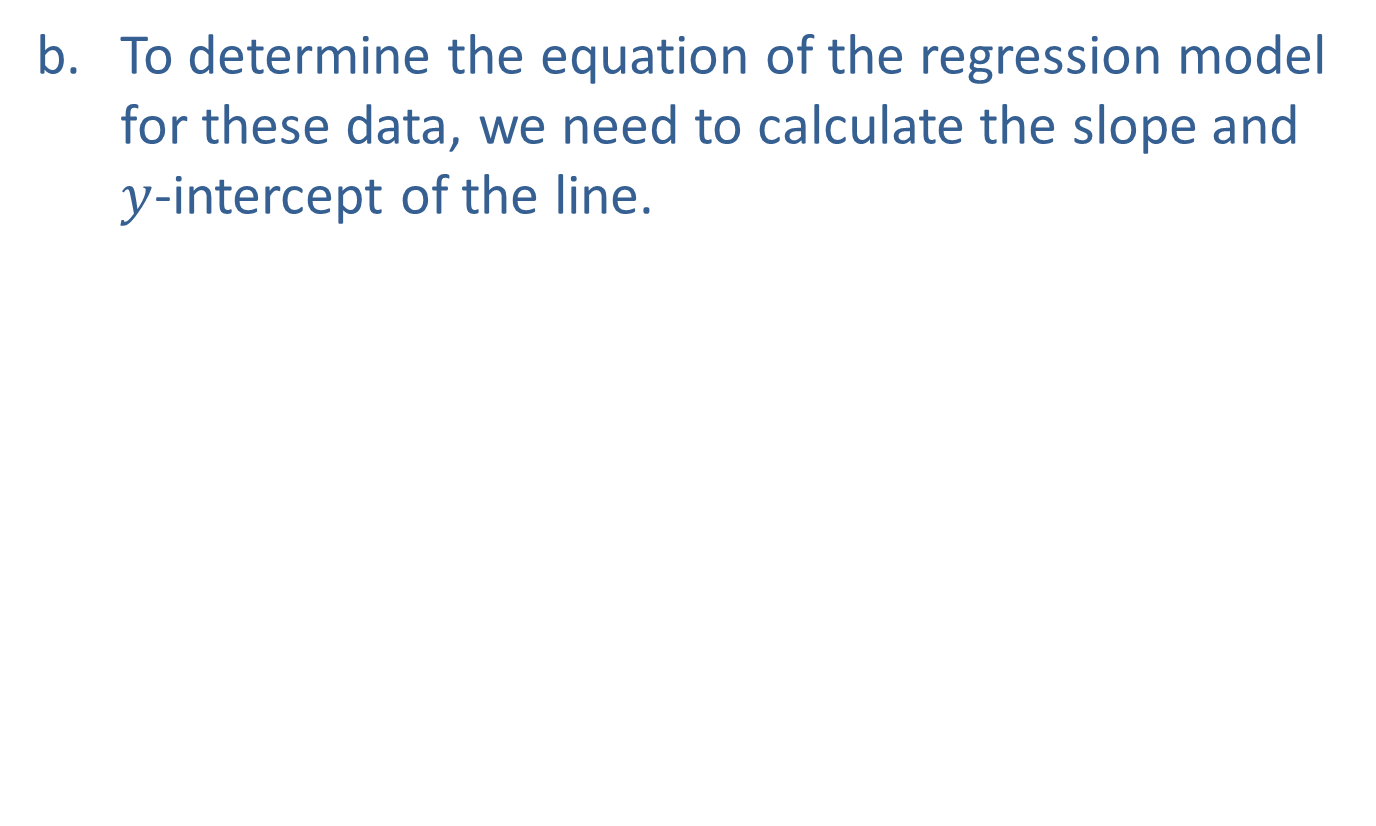 b. To determine the equation of the regression model
for these data, we need to calculate the slope and
y-intercept of the line.